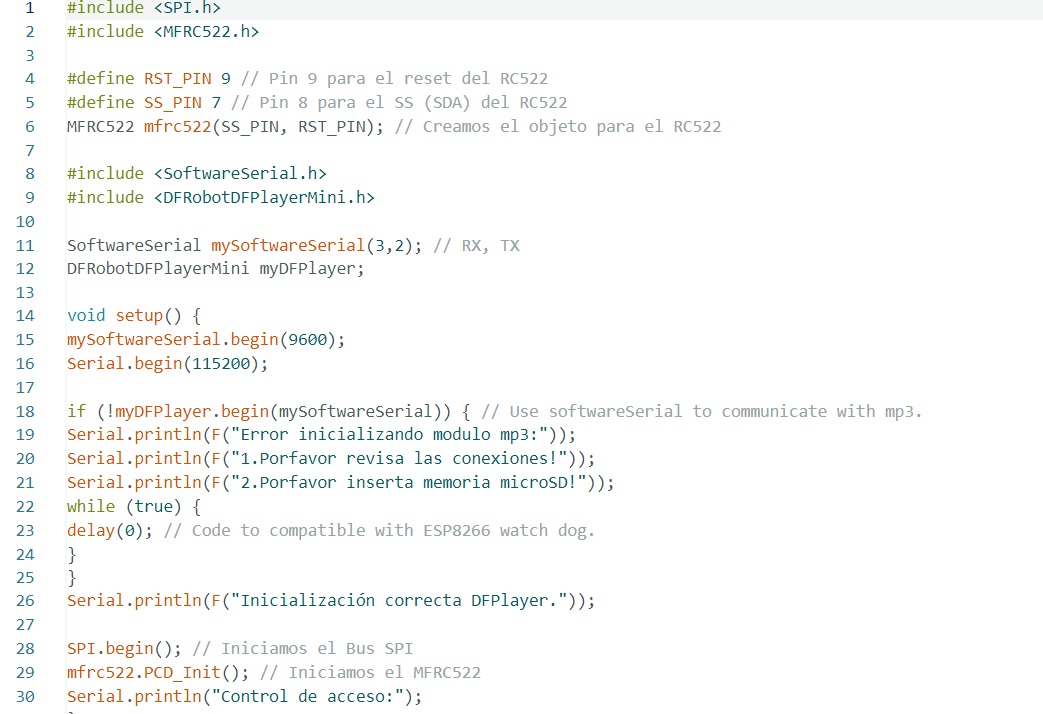 1 #include <SPI.h>
2 #include <MFRC522.h>
3
4 #define RST_PIN 9 // Pin 9 para el reset del RC522
5 #define SS_PIN 7 // Pin 8 para el SS (SDA) del RC522
6 MFRC522 mfrc522(SS_PIN, RST_PIN); // Creamos el objeto para el RC522
7
8 #include <SoftwareSerial.h>
9 #include <DFRobotDFPlayerMini.h>
10
11 SoftwareSerial mySoftwareSerial(3,2); // RX, TX
12 DFRobotDFPlayerMini myDFPlayer;
13
14 void setup() {
15 mySoftwareSerial.begin(9600);
16 Serial.begin(115200);
17
18 if (!myDFPlayer.begin(mySoftwareSerial)) { // Use softwareSerial to communicate with mp3.
19 Serial.println(F("Error inicializando modulo mp3:"));
20 Serial.println(F("1.Porfavor revisa las conexiones!"));
21 Serial.println(F("2.Porfavor inserta memoria microSD!"));
22 while (true) {
23 delay(0); // Code to compatible with ESP8266 watch dog.
24 }
25 }
26 Serial.println(F("Inicialización correcta DFPlayer."));
27
28 SPI.begin(); // Iniciamos el Bus SPI
29 mfrc522.PCD_Init(); // Iniciamos el MFRC522
30 Serial.println("Control de acceso:");